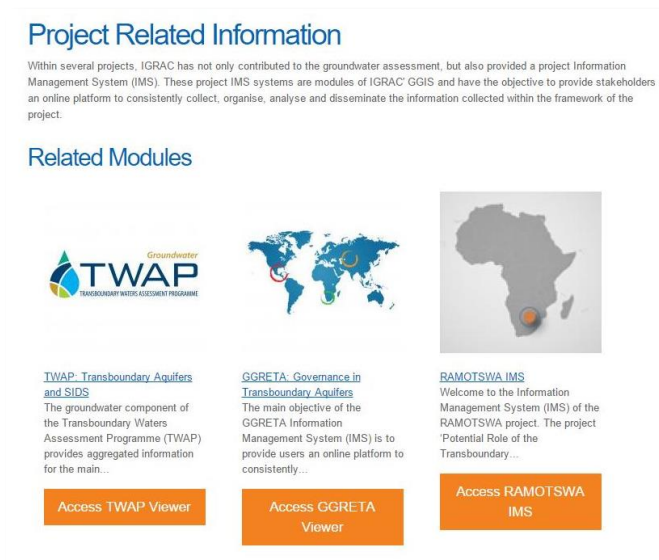 Project Related Information
Within several projects, IGRAC has not only contributed to the groundwater assessment, but also provided a project Information
Management System (IMS). These project IMS systems are modules of IGRAC' GGIS and have the objective to provide stakeholders
an online platform to consistently collect, organise, analyse and disseminate the information collected within the framework of the
project.
Related Modules
Groundwater
TWAP
TRANSBOUNDARY WATERS ASSESSMENT PROGRAMME
TWAP: Transboundary Aquifers
and SIDS
The groundwater component of
the Transboundary Waters
Assessment Programme (TWAP)
provides aggregated information
for the main...
Access TWAP Viewer
GGRETA: Governance in
Transboundary Aquifers
The main objective of the
GGRETA Information
Management System (IMS) is to
provide users an online platform to
consistently...
Access GGRETA
Viewer
RAMOTSWA IMS
Welcome to the Information
Management System (IMS) of the
RAMOTSWA project. The project
'Potential Role of the
Transboundary...
Access RAMOTSWA
IMS